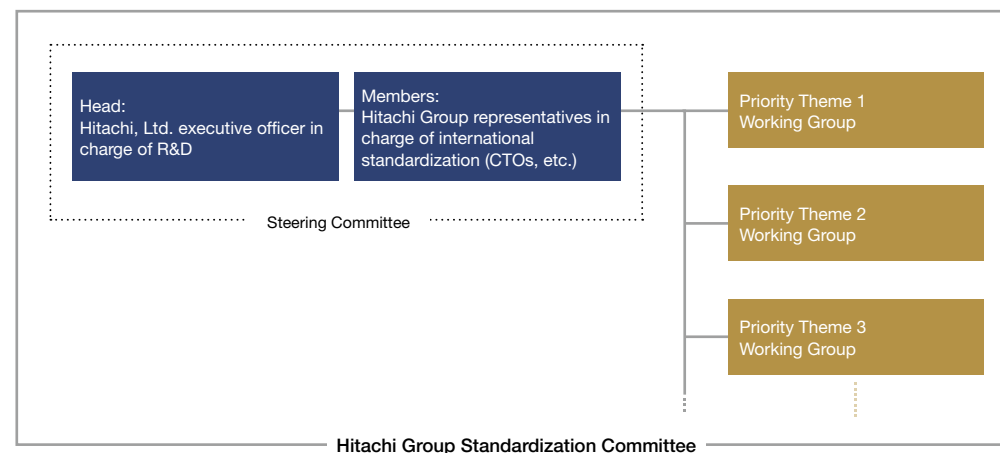 Head:
Hitachi, Ltd. executive officer in
charge of R&D
Members:
Hitachi Group representatives in
charge of international
standardization (CTOs, etc.)
Steering Committee
Priority Theme 1
Working Group
Priority Theme 2
Working Group
Priority Theme 3
Working Group
Hitachi Group Standardization Committee